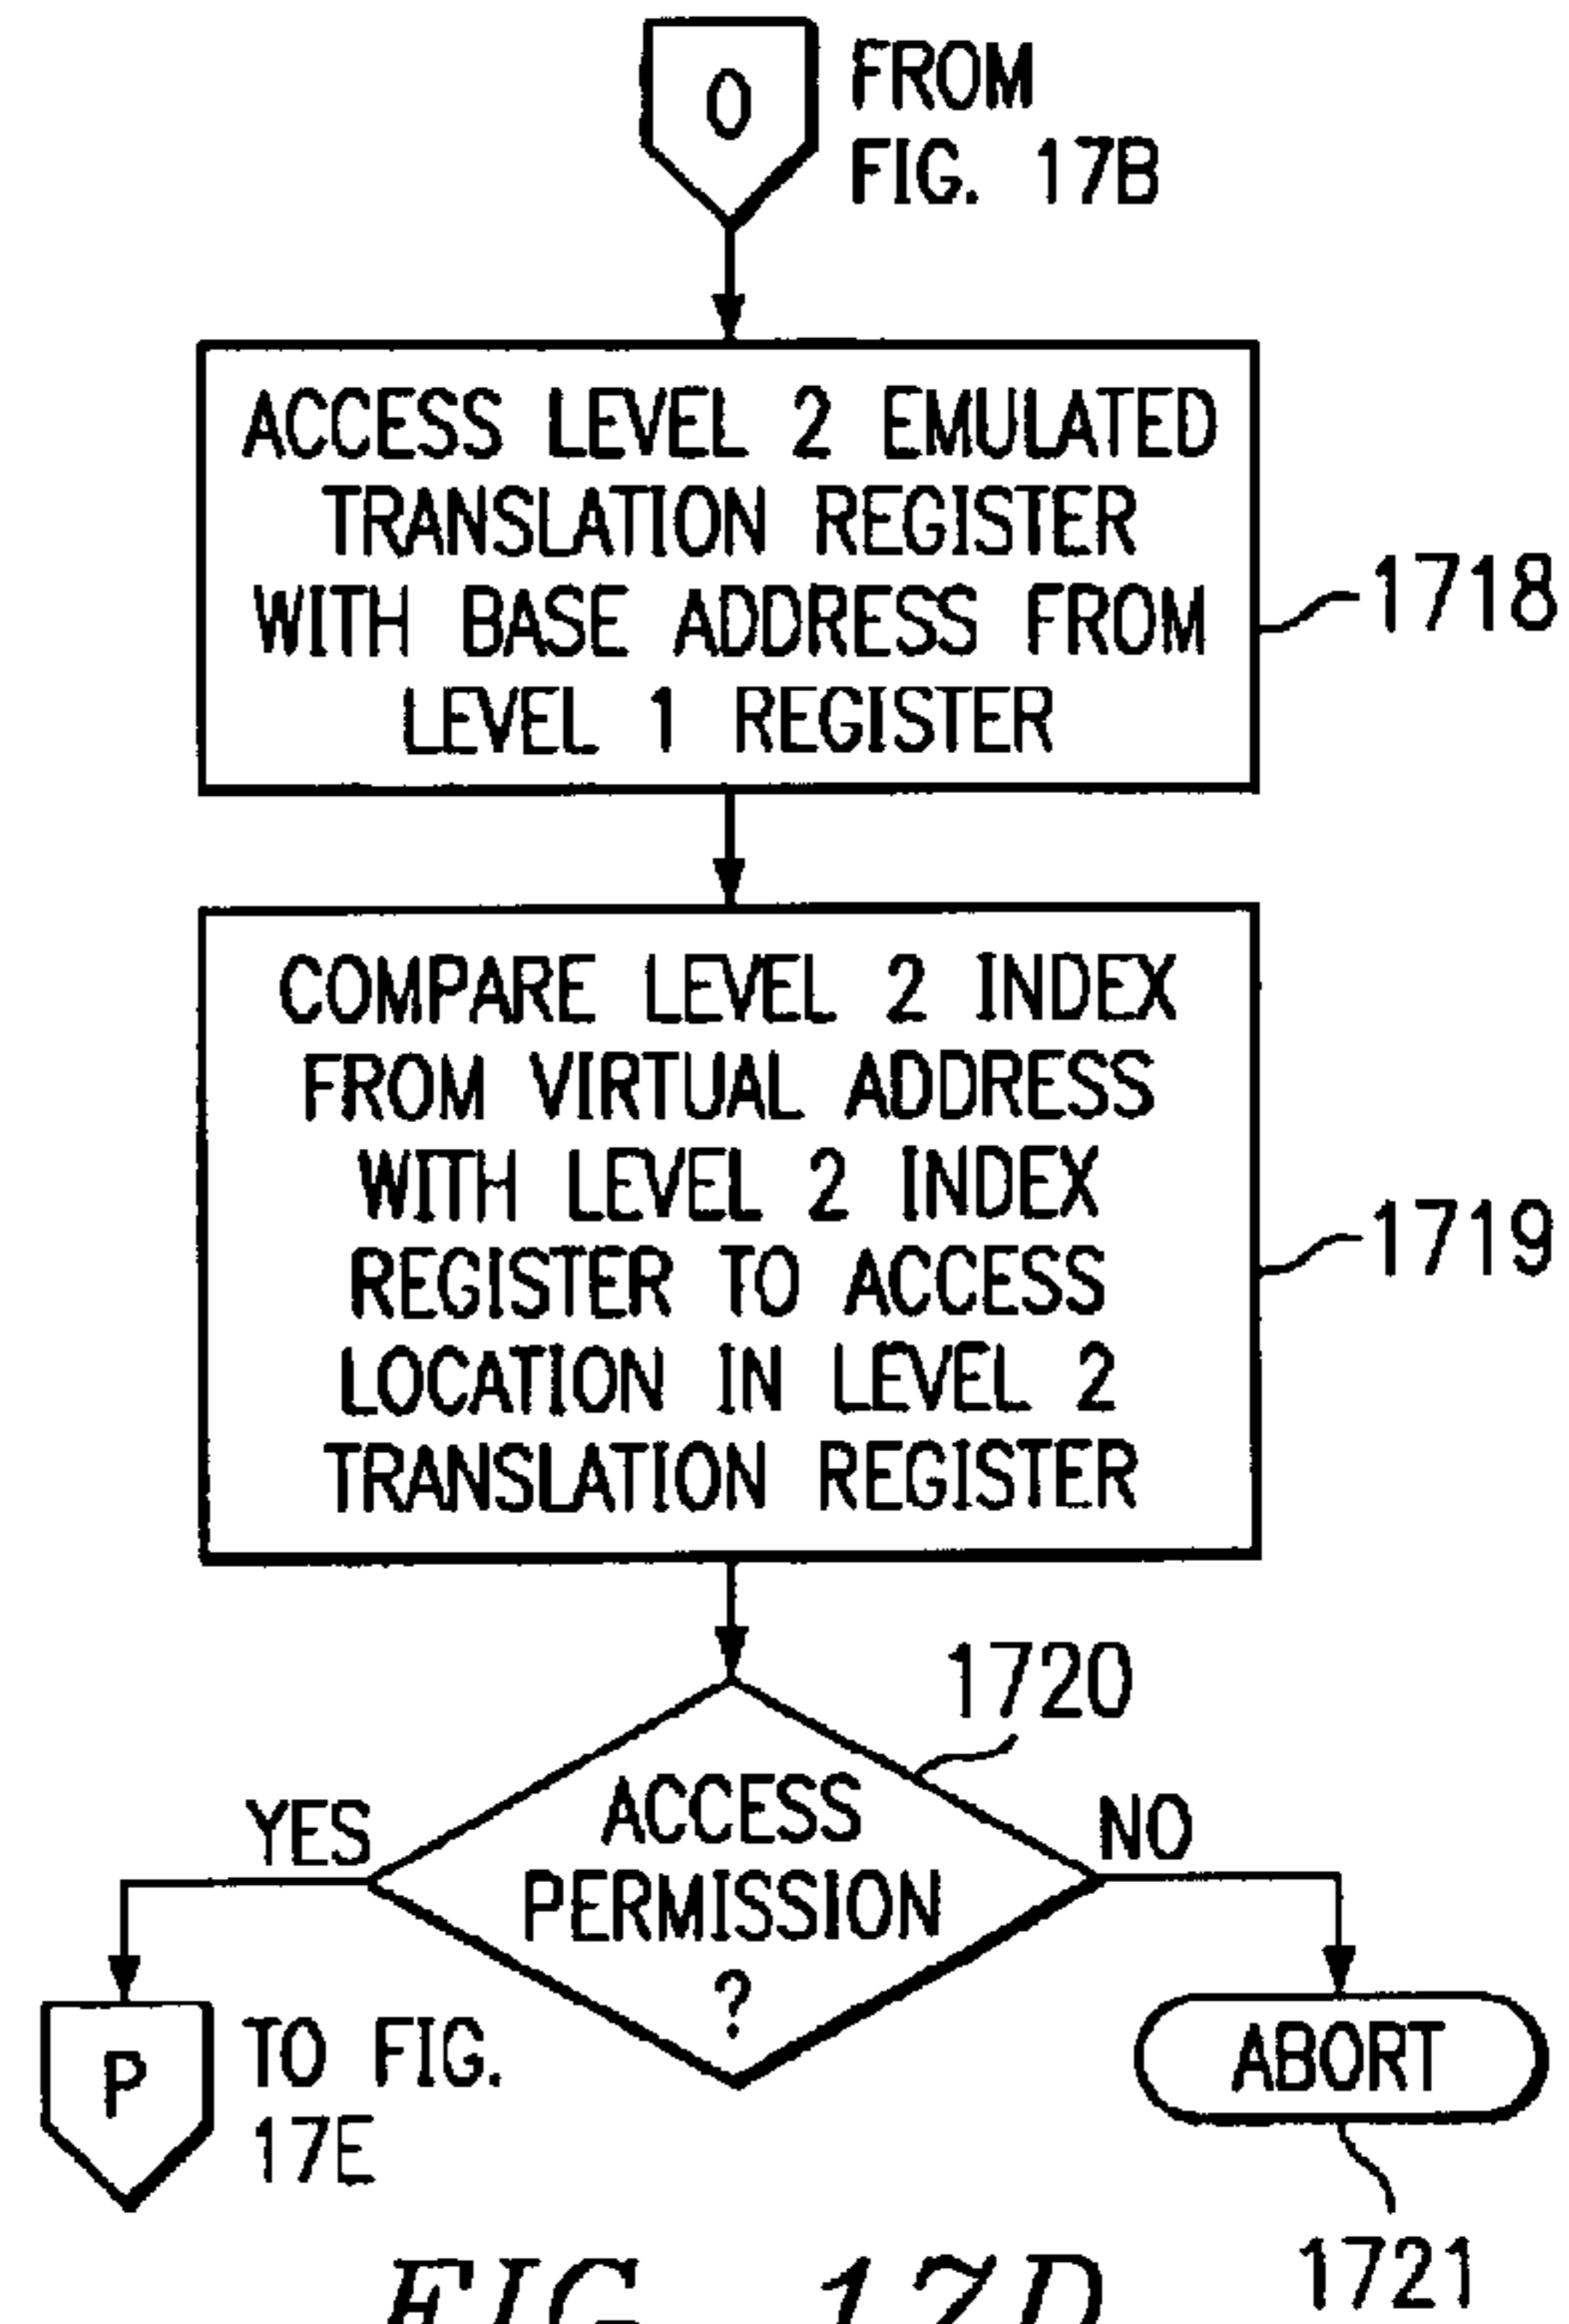 O
FROM
FIG. 17B
ACCESS LEVEL 2 EMULATED
TRANSLATION REGISTER
WITH BASE ADDRESS FROM
LEVEL 1 REGISTER
1718
COMPARE LEVEL 2 INDEX
FROM VIRTUAL ADDRESS
WITH LEVEL 2 INDEX
REGISTER TO ACCESS
LOCATION IN LEVEL 2
TRANSLATION REGISTER
1719
1720
ACCESS
PERMISSION
?
YES
NO
P
TO FIG.
17E
ABORT
1721
FIG. 17D